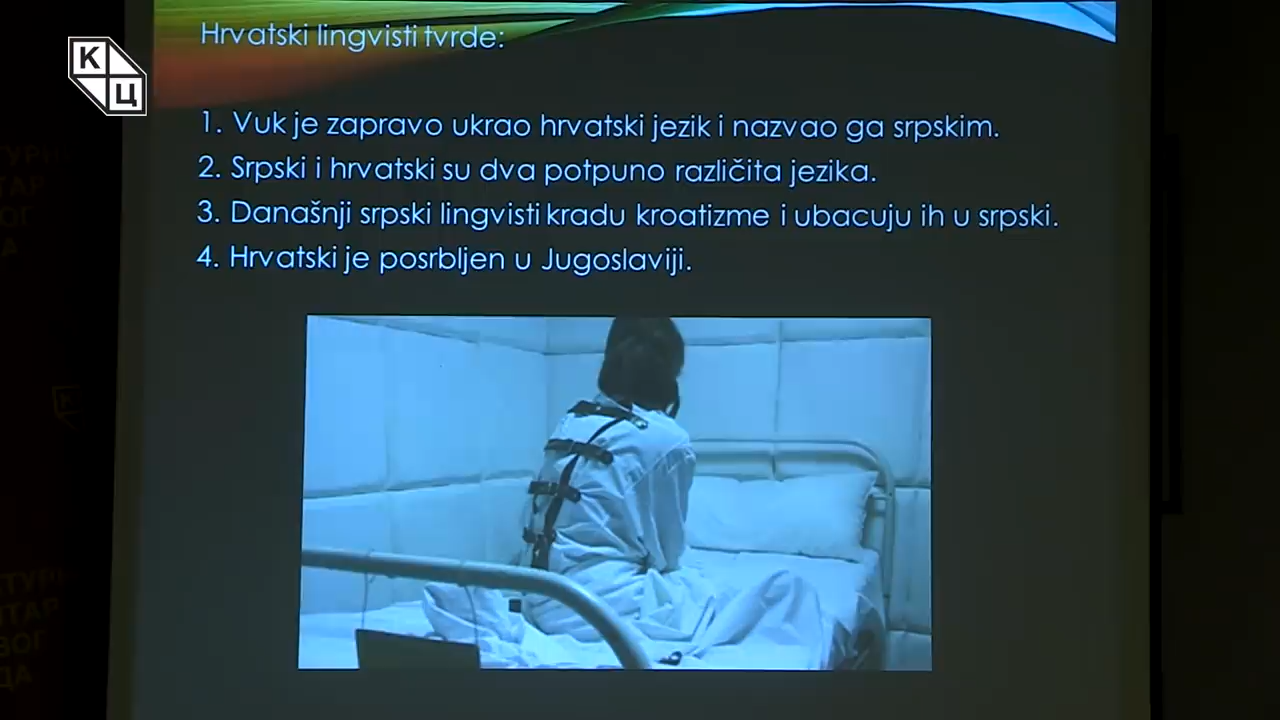 Hrvatski lingvisti tvrde:
К
Ц
1. Vuk je zapravo ukrao hrvatski jezik i nazvao ga srpskim.
2. Srpski i hrvatski su dva potpuno različita jezika.
3. Današnji srpski lingvisti kradu kroatizme i ubacuju ih u srpski.
4. Hrvatski je posrbljen u Jugoslaviji.